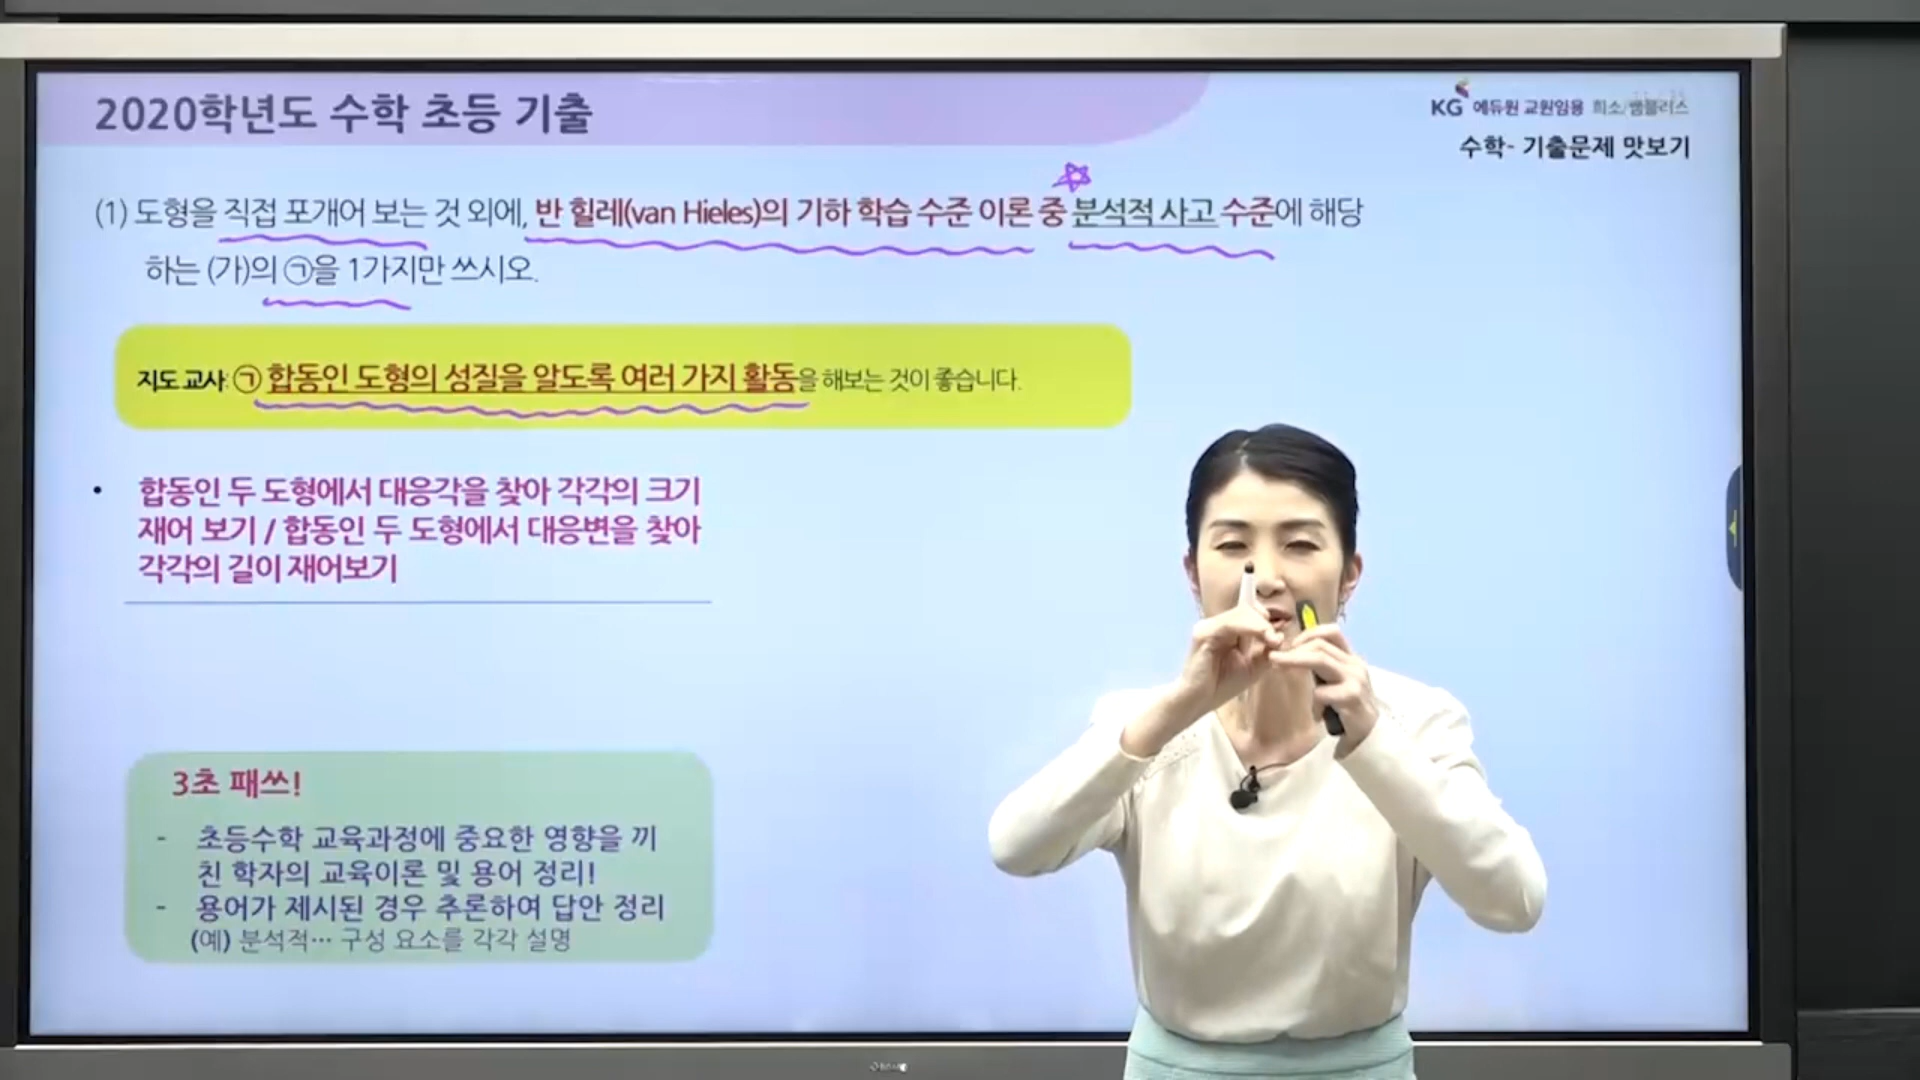 2020학년도 수학 초등 기출
KG 에듀원 교원임용 희소/쌤플러스
수학- 기출문제 맛보기
(1) 도형을 직접 포개어 보는 것 외에, 반 힐레(van Hieles)의 기하 학습 수준 이론 중 분석적 사고 수준에 해당
하는 (가)의 ㉠을 1가지만 쓰시오.
지도 교사: ㉠ 합동인 도형의 성질을 알도록 여러 가지 활동을 해보는 것이 좋습니다.
• 합동인 두 도형에서 대응각을 찾아 각각의 크기
재어 보기 / 합동인 두 도형에서 대응변을 찾아
각각의 길이 재어보기
3초 패쓰!
- 초등수학 교육과정에 중요한 영향을 끼
친 학자의 교육이론 및 용어 정리!
- 용어가 제시된 경우 추론하여 답안 정리
(예) 분석적… 구성 요소를 각각 설명